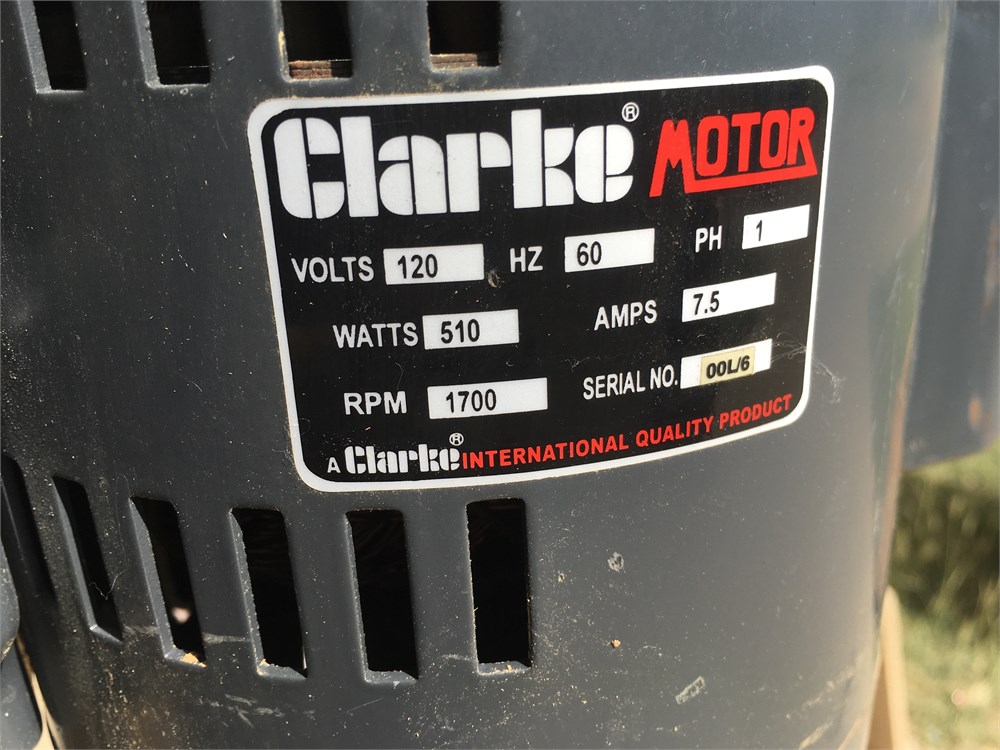 Clarke® MOTOR
VOLTS 120 HZ 60 PH 1
WATTS 510 AMPS 7.5
RPM 1700 SERIAL NO. 00L/6
A Clarke® INTERNATIONAL QUALITY PRODUCT